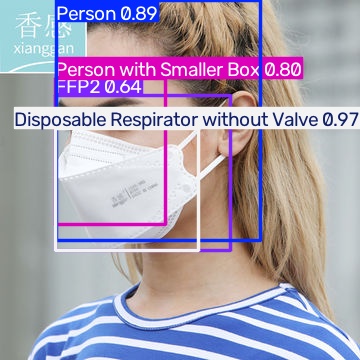 香感
xianggan
Person 0.89
Person with Smaller Box 0.80
FFP2 0.64
Disposable Respirator without Valve 0.97